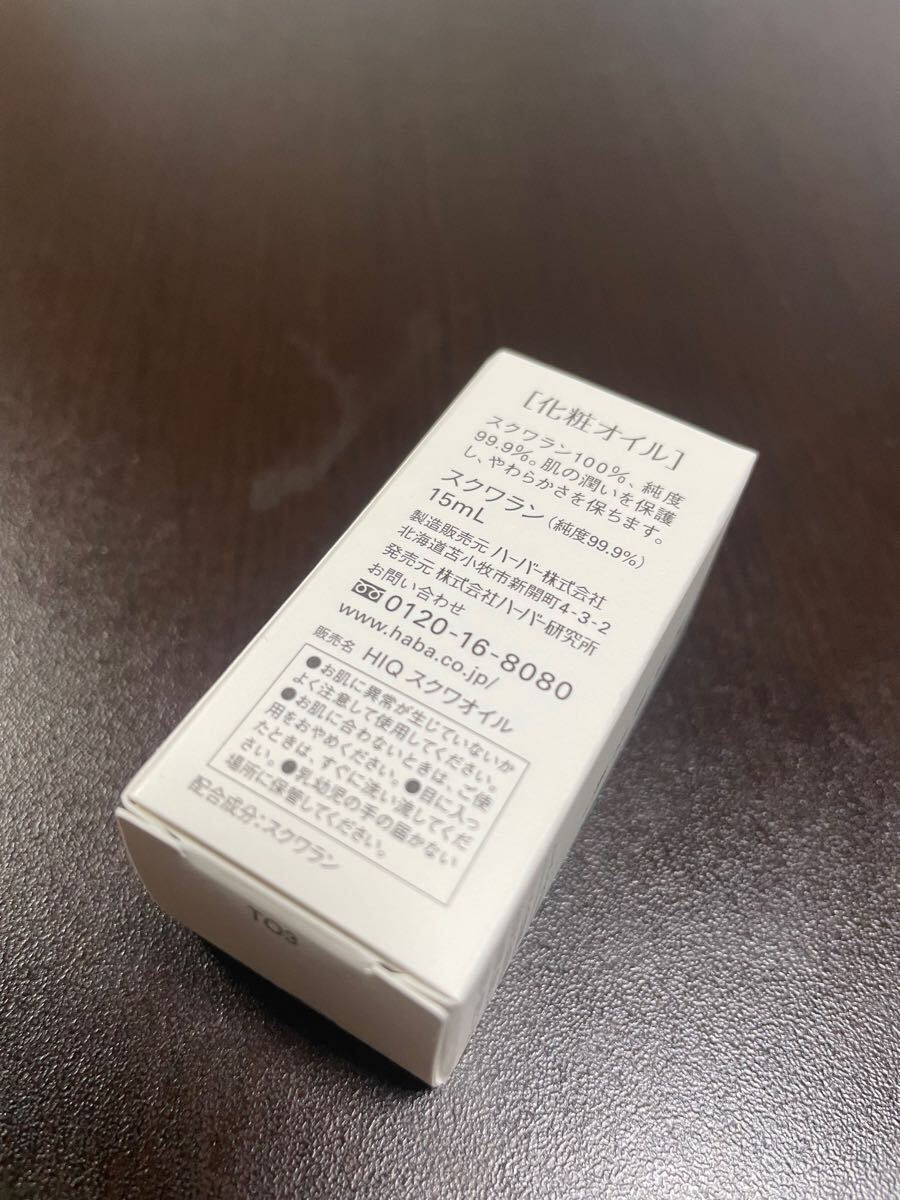 [化粧オイル]
スクワラン100%、純度
99.9%。肌の潤いを保護
し、やわらかさを保ちます。
スクワラン(純度99.9%)
15mL
製造販売元 ハーバー株式会社
北海道苫小牧市新開町4-3-2
発売元 株式会社ハーバー研究所
お問い合わせ
0120-16-8080
www.haba.co.jp/
販売名 HIQ スクワオイル
●お肌に異常が生じていないか
よく注意して使用してください。
●お肌に合わないときは、ご使
用をおやめください。●目に入っ
たときは、すぐに洗い流してくだ
さい。●乳幼児の手の届かない
場所に保管してください。
配合成分:スクワラン
TQ3